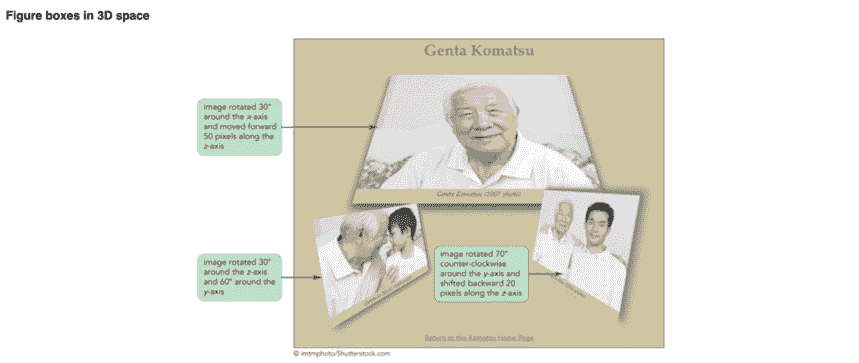 Figure boxes in 3D space
Genta Komatsu
image rotated 30°
around the x-axis
and moved forward
50 pixels along the
z-axis
Genta Komatsu (2007 photo)
image rotated 30°
around the z-axis
and 60° around the
y-axis
image rotated 70°
counter-clockwise
around the y-axis and
shifted backward 20
pixels along the z-axis
Return to the Komatsu Home Page
© imtmphoto/Shutterstock.com